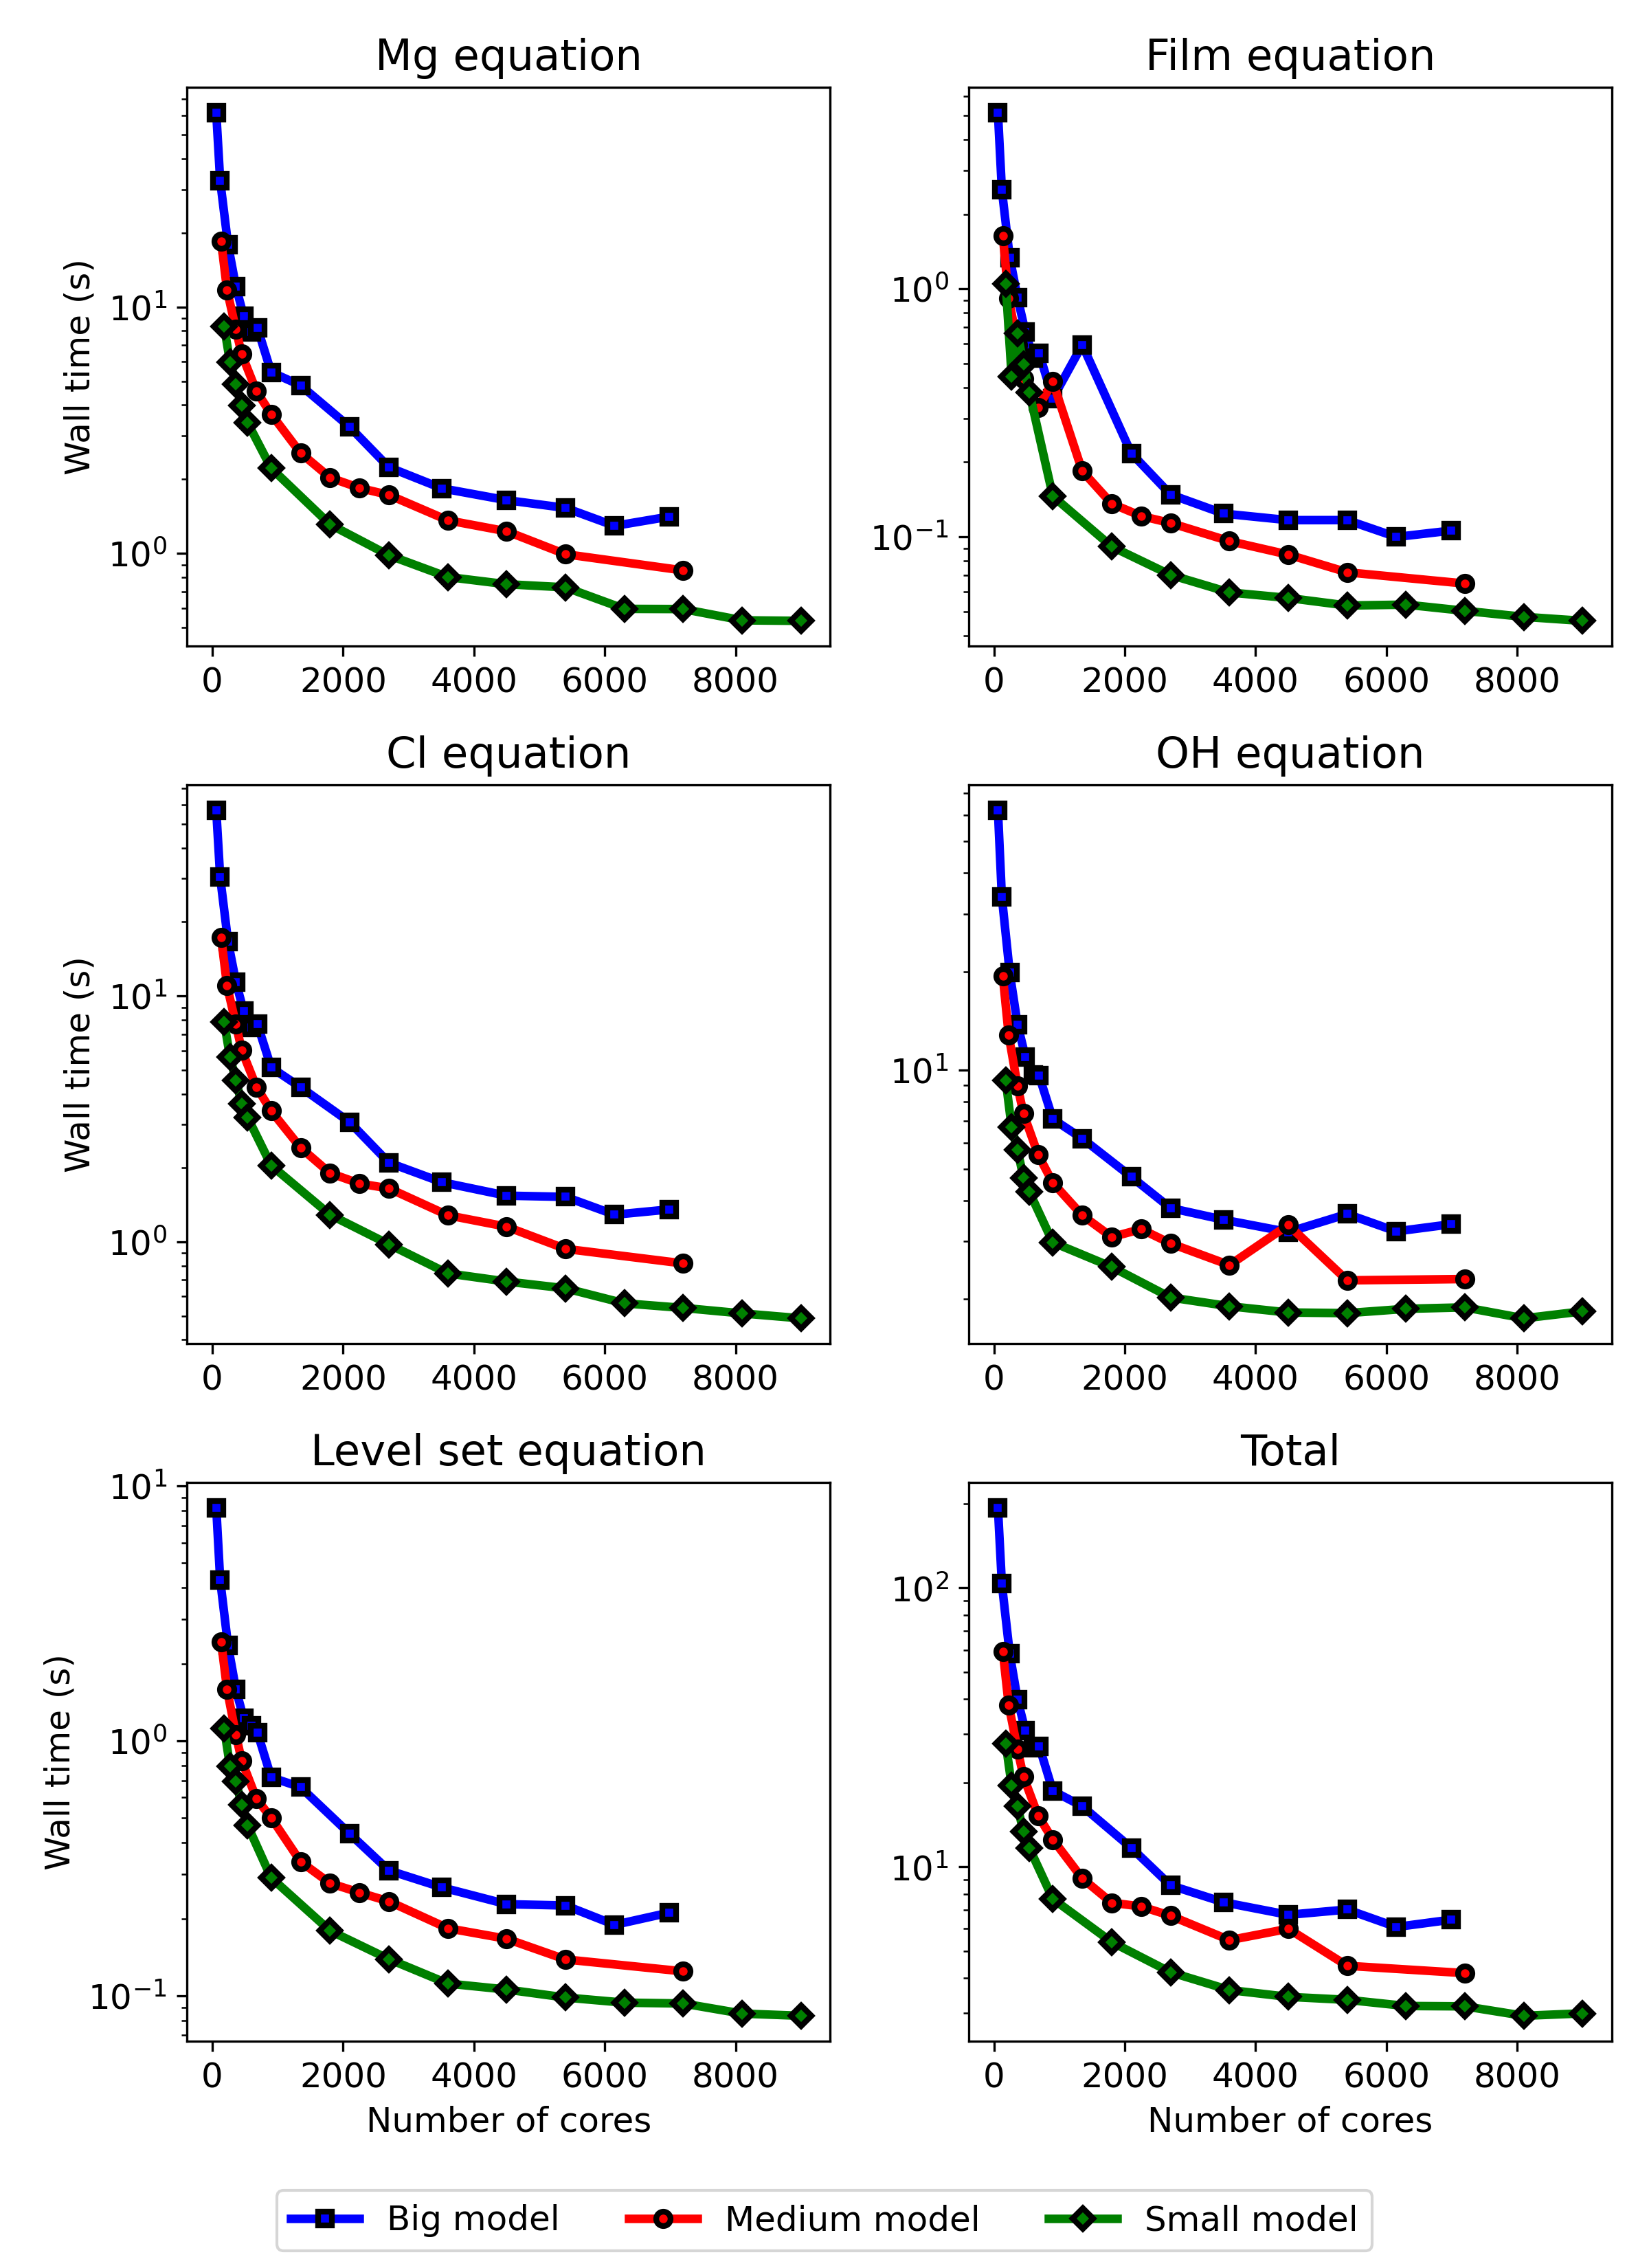 Mg equation
Film equation
Wall time (s)
10¹
10⁰
10⁰
10⁻¹
0 2000 4000 6000 8000
0 2000 4000 6000 8000
Cl equation
OH equation
Wall time (s)
10¹
10⁰
10¹
0 2000 4000 6000 8000
0 2000 4000 6000 8000
Level set equation
Total
Wall time (s)
10¹
10⁰
10⁻¹
10²
10¹
0 2000 4000 6000 8000
0 2000 4000 6000 8000
Number of cores
Number of cores
Big model Medium model Small model